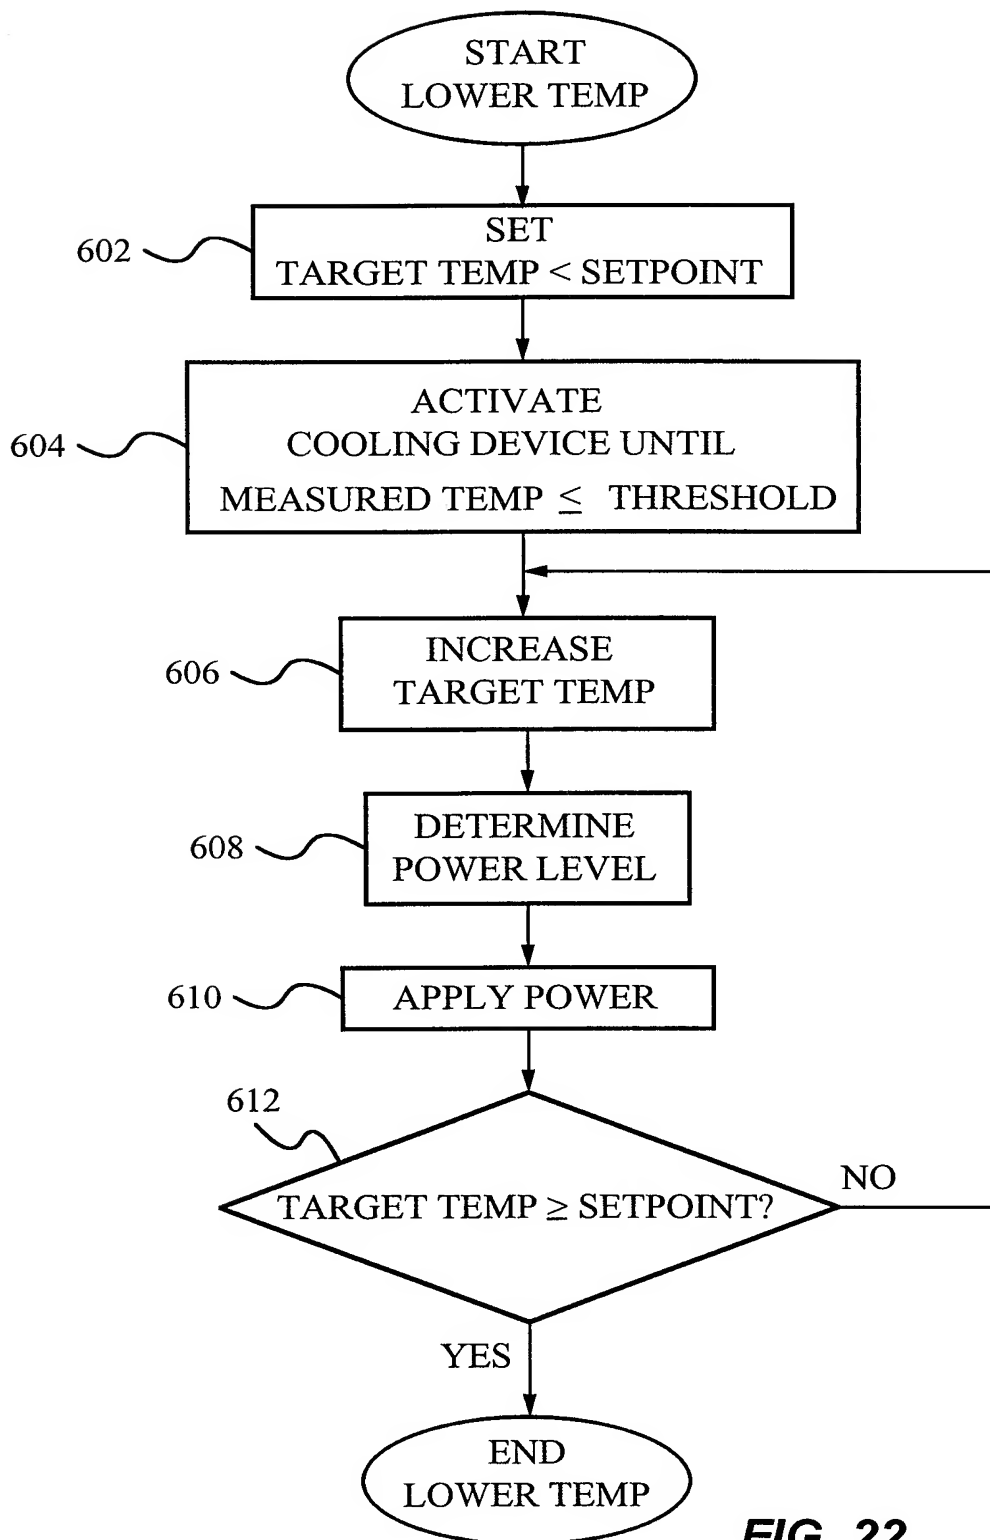 START
LOWER TEMP
602
SET
TARGET TEMP < SETPOINT
604
ACTIVATE
COOLING DEVICE UNTIL
MEASURED TEMP ≤ THRESHOLD
606
INCREASE
TARGET TEMP
608
DETERMINE
POWER LEVEL
610
APPLY POWER
612
TARGET TEMP ≥ SETPOINT?
NO
YES
END
LOWER TEMP
FIG. 22